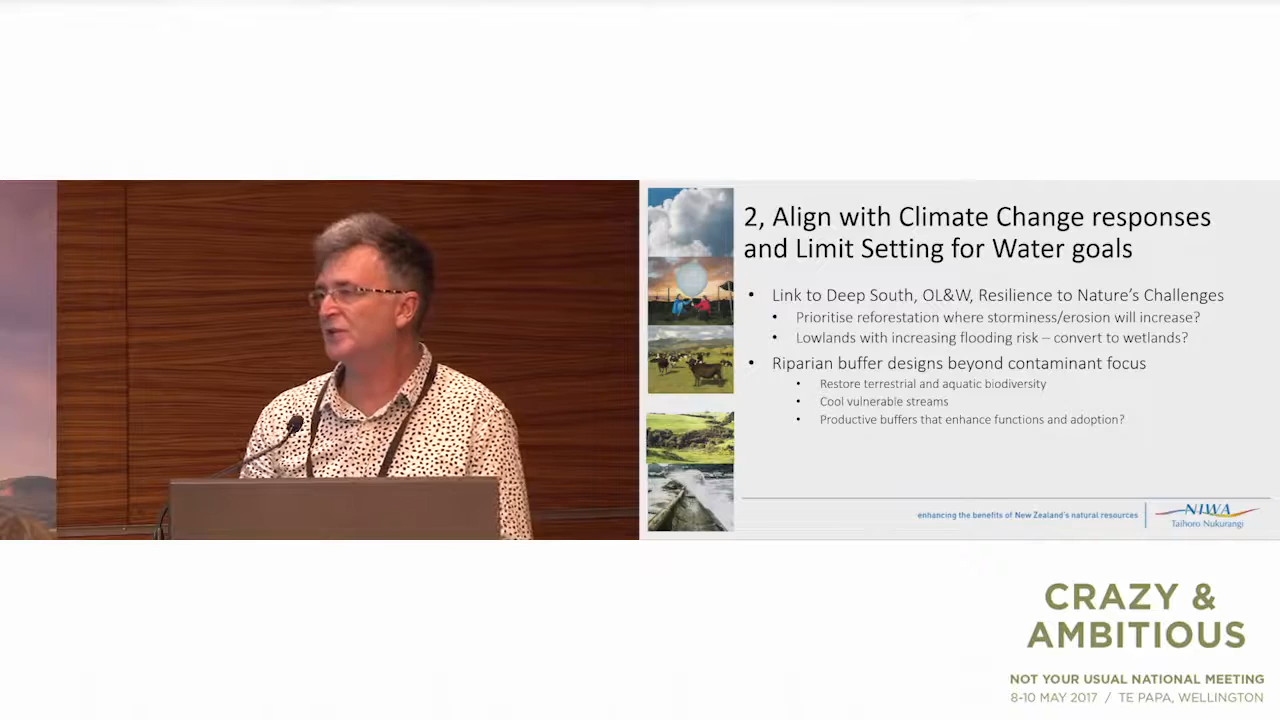 2, Align with Climate Change responses
and Limit Setting for Water goals
• Link to Deep South, OL&W, Resilience to Nature's Challenges
• Prioritise reforestation where storminess/erosion will increase?
• Lowlands with increasing flooding risk – convert to wetlands?
• Riparian buffer designs beyond contaminant focus
• Restore terrestrial and aquatic biodiversity
• Cool vulnerable streams
• Productive buffers that enhance functions and adoption?
enhancing the benefits of New Zealand's natural resources
NIWA
Taihoro Nukurangi
CRAZY &
AMBITIOUS
NOT YOUR USUAL NATIONAL MEETING
8-10 MAY 2017 / TE PAPA, WELLINGTON